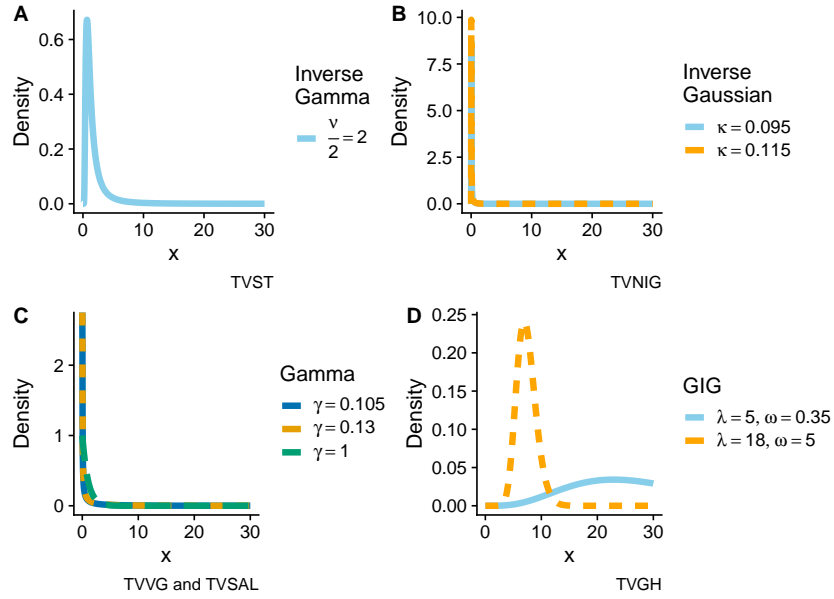 A
Density
0.6
0.4
0.2
0.0
0 10 20 30
x
Inverse
Gamma
ν/2 = 2
TVST
B
Density
10.0
7.5
5.0
2.5
0.0
0 10 20 30
x
Inverse
Gaussian
κ = 0.095
κ = 0.115
TVNIG
C
Density
2
1
0
0 10 20 30
x
Gamma
γ = 0.105
γ = 0.13
γ = 1
TVVG and TVSAL
D
Density
0.25
0.20
0.15
0.10
0.05
0.00
0 10 20 30
x
GIG
λ = 5, ω = 0.35
λ = 18, ω = 5
TVGH